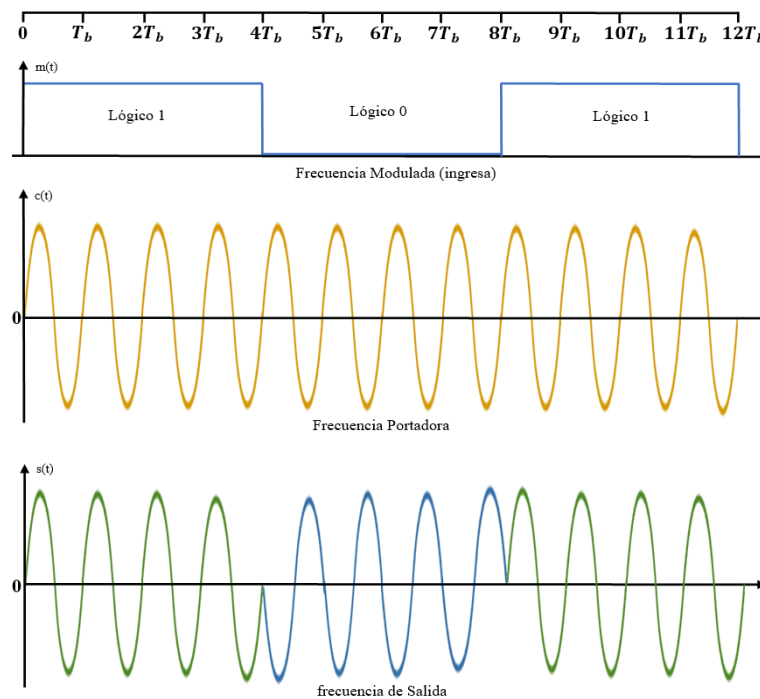 0 T_b 2T_b 3T_b 4T_b 5T_b 6T_b 7T_b 8T_b 9T_b 10T_b 11T_b 12T_b
m(t)
Lógico 1 Lógico 0 Lógico 1
Frecuencia Modulada (ingresa)
c(t)
0
Frecuencia Portadora
s(t)
0
frecuencia de Salida